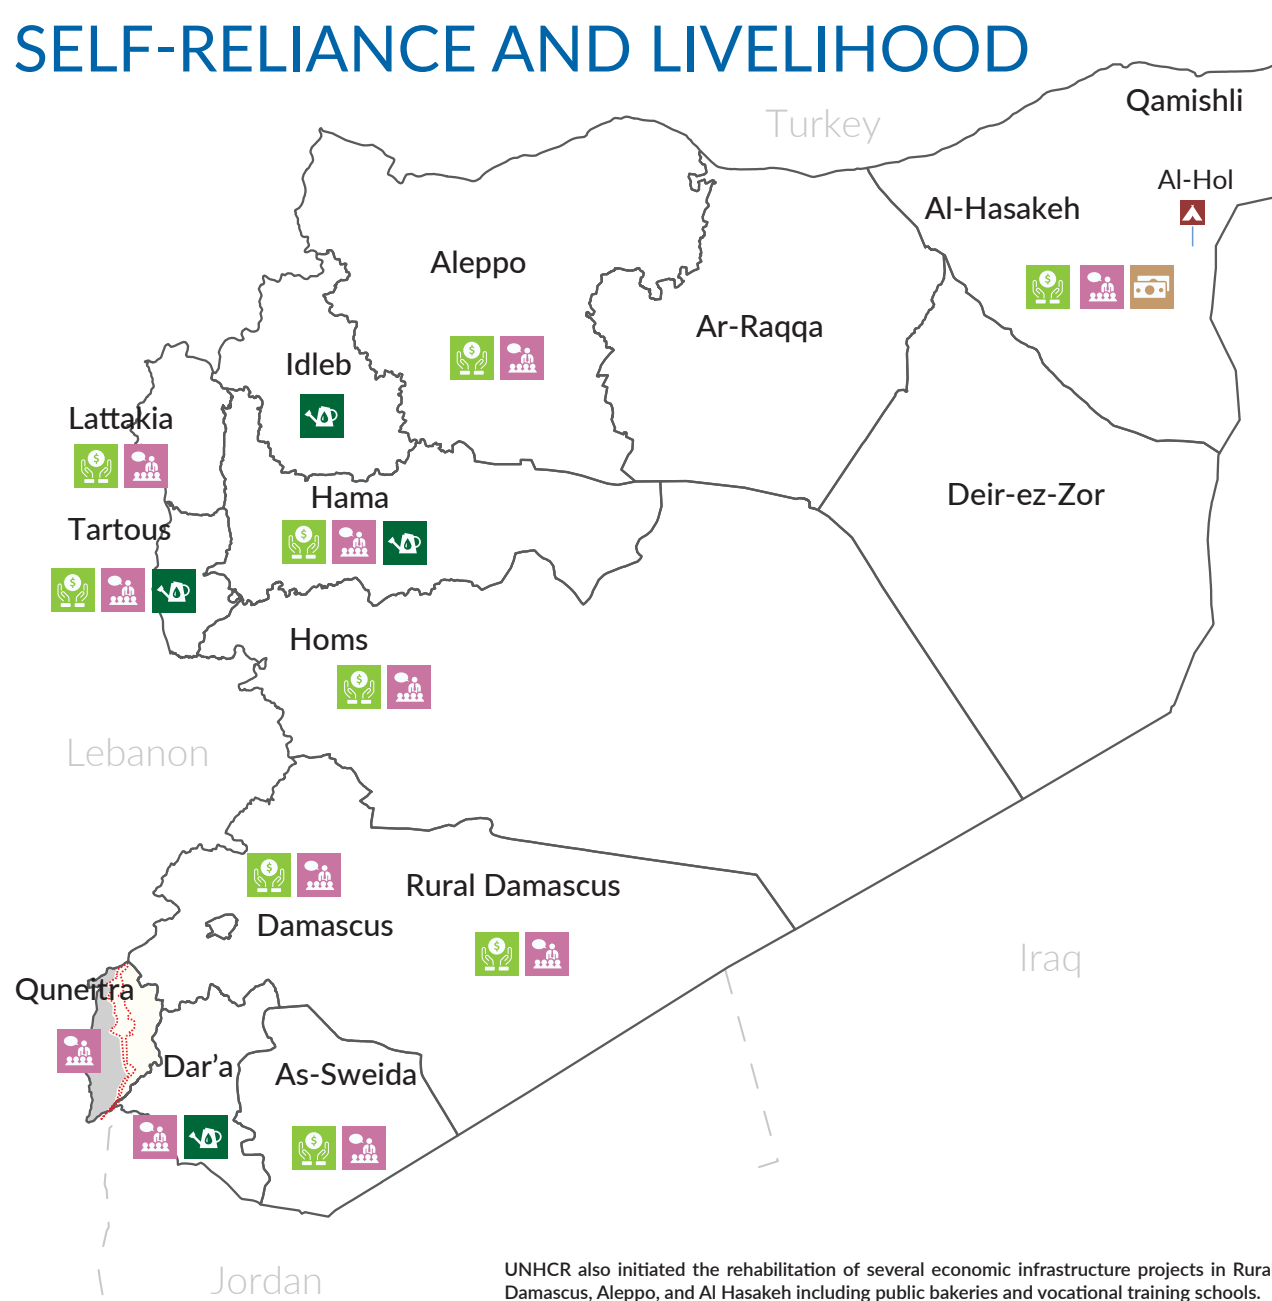 SELF-RELIANCE AND LIVELIHOOD
Turkey
Qamishli
Al-Hol
Al-Hasakeh
Aleppo
Ar-Raqqa
Idleb
Lattakia
Deir-ez-Zor
Hama
Tartous
Homs
Lebanon
Rural Damascus
Damascus
Iraq
Quneitra
Dar’a
As-Sweida
Jordan
UNHCR also initiated the rehabilitation of several economic infrastructure projects in Rura
Damascus, Aleppo, and Al Hasakeh including public bakeries and vocational training schools.